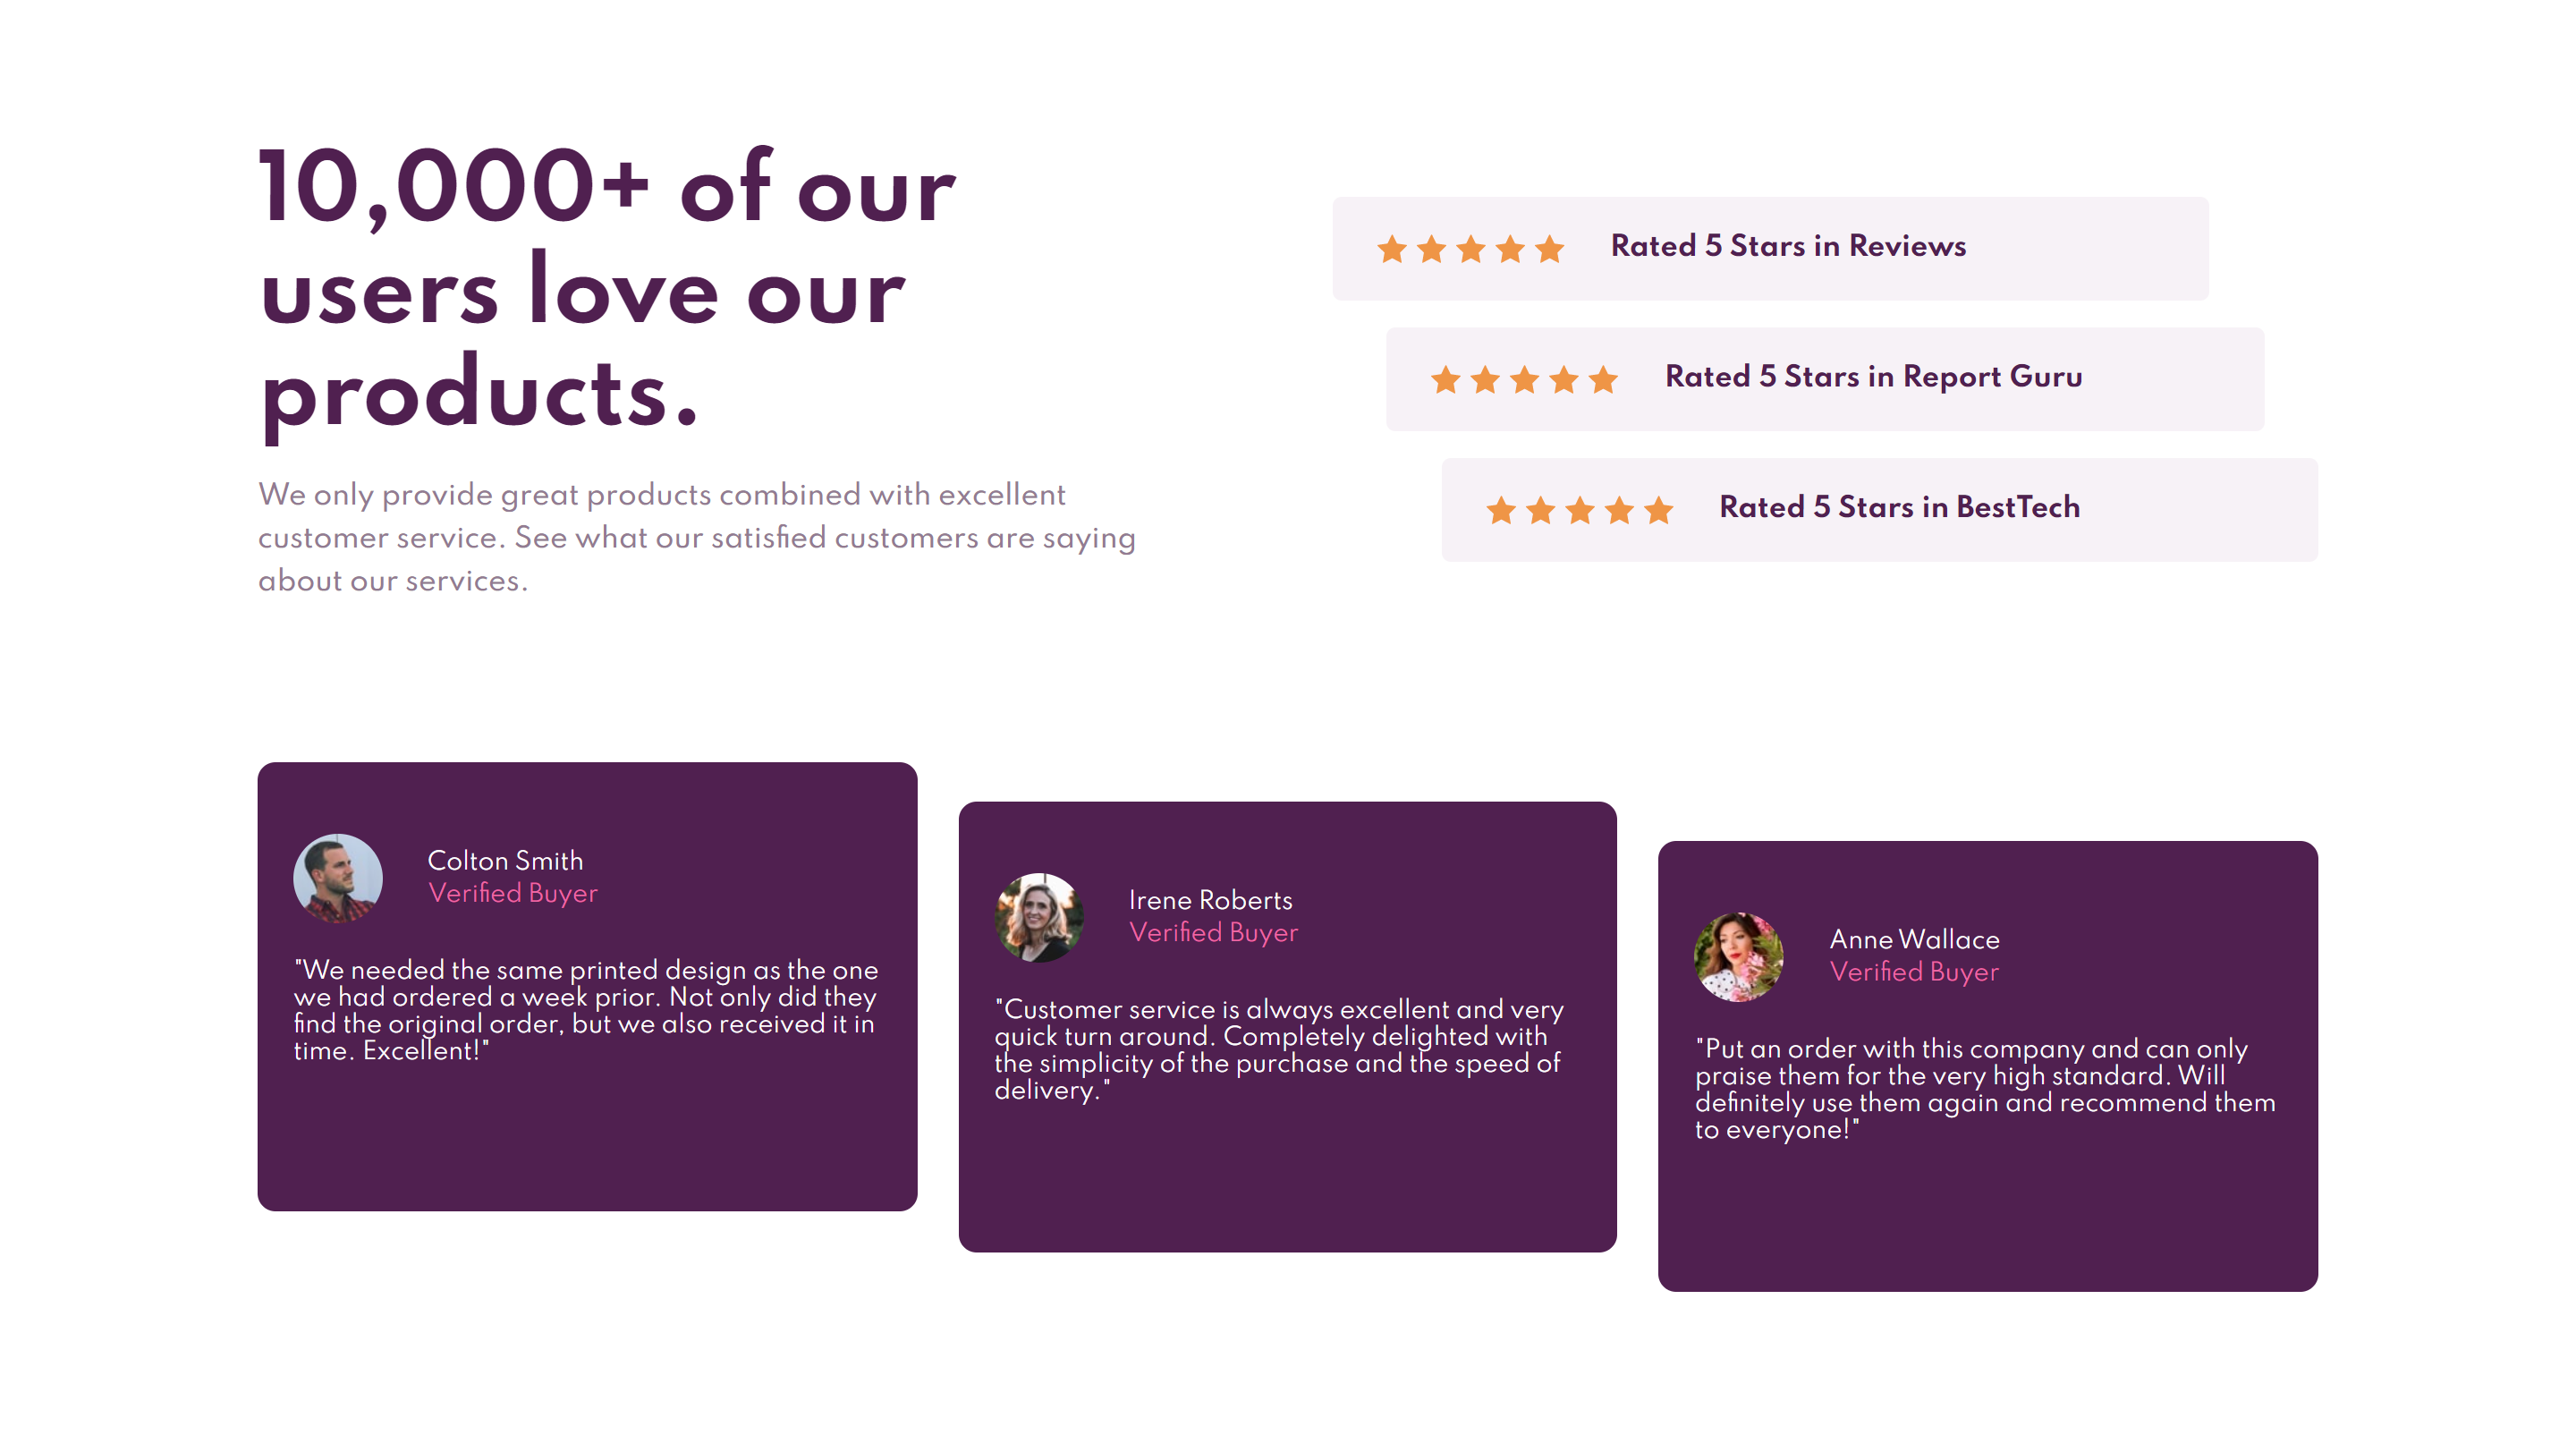 10,000+ of our
users love our
products.
We only provide great products combined with excellent
customer service. See what our satisfied customers are saying
about our services.
Rated 5 Stars in Reviews
Rated 5 Stars in Report Guru
Rated 5 Stars in BestTech
Colton Smith
Verified Buyer
"We needed the same printed design as the one
we had ordered a week prior. Not only did they
find the original order, but we also received it in
time. Excellent!"
Irene Roberts
Verified Buyer
"Customer service is always excellent and very
quick turn around. Completely delighted with
the simplicity of the purchase and the speed of
delivery."
Anne Wallace
Verified Buyer
"Put an order with this company and can only
praise them for the very high standard. Will
definitely use them again and recommend them
to everyone!"